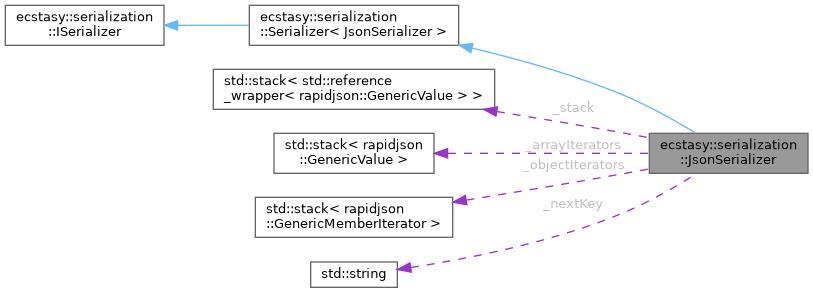 ecstasy::serialization
::ISerializer
ecstasy::serialization
::Serializer< JsonSerializer >
std::stack< std::reference
_wrapper< rapidjson::GenericValue > >
_stack
std::stack< rapidjson
::GenericValue >
_arrayIterators
_objectIterators
ecstasy::serialization
::JsonSerializer
std::stack< rapidjson
::GenericMemberIterator >
_nextKey
std::string